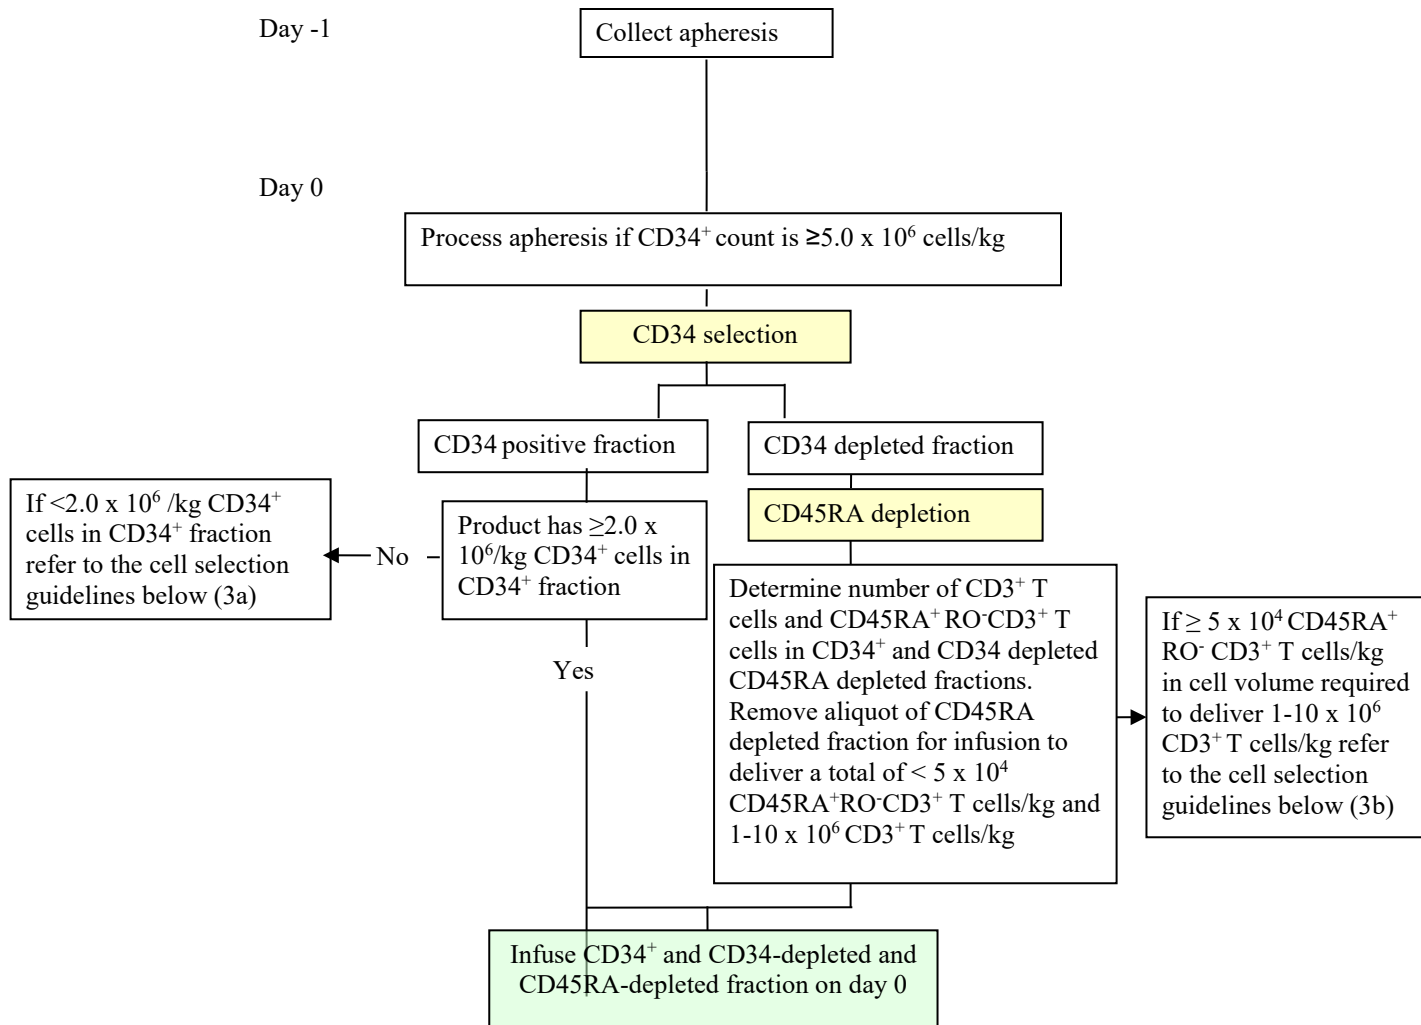 Day -1
Collect apheresis
Day 0
Process apheresis if CD34⁺ count is ≥5.0 x 10⁶ cells/kg
CD34 selection
CD34 positive fraction
CD34 depleted fraction
If <2.0 x 10⁶ /kg CD34⁺
cells in CD34⁺ fraction
refer to the cell selection
guidelines below (3a)
No
Product has ≥2.0 x
10⁶/kg CD34⁺ cells in
CD34⁺ fraction
Yes
CD45RA depletion
Determine number of CD3⁺ T
cells and CD45RA⁺ RO⁻CD3⁺ T
cells in CD34⁺ and CD34 depleted
CD45RA depleted fractions.
Remove aliquot of CD45RA
depleted fraction for infusion to
deliver a total of < 5 x 10⁴
CD45RA⁺RO⁻CD3⁺ T cells/kg and
1-10 x 10⁶ CD3⁺ T cells/kg
If ≥ 5 x 10⁴ CD45RA⁺
RO⁻ CD3⁺ T cells/kg
in cell volume required
to deliver 1-10 x 10⁶
CD3⁺ T cells/kg refer
to the cell selection
guidelines below (3b)
Infuse CD34⁺ and CD34-depleted and
CD45RA-depleted fraction on day 0